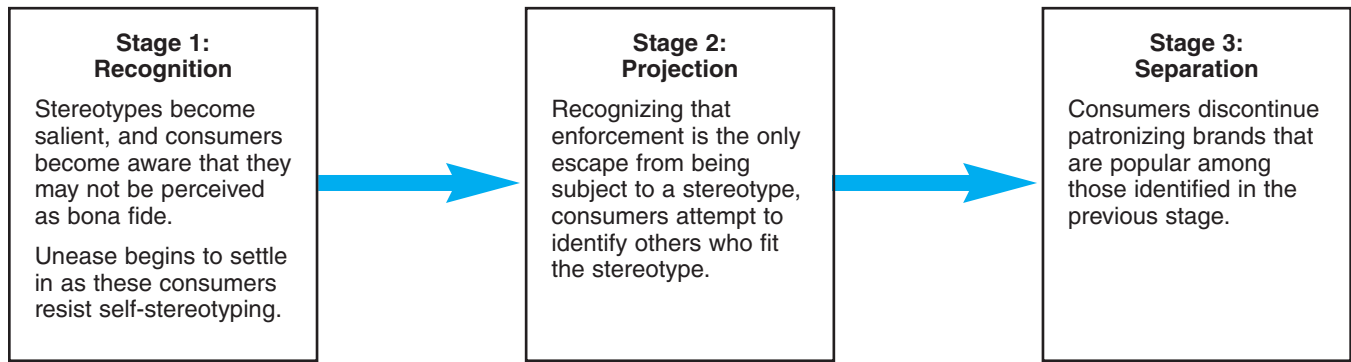 Stage 1:
Recognition
Stereotypes become
salient, and consumers
become aware that they
may not be perceived
as bona fide.
Unease begins to settle
in as these consumers
resist self-stereotyping.
Stage 2:
Projection
Recognizing that
enforcement is the only
escape from being
subject to a stereotype,
consumers attempt to
identify others who fit
the stereotype.
Stage 3:
Separation
Consumers discontinue
patronizing brands that
are popular among
those identified in the
previous stage.